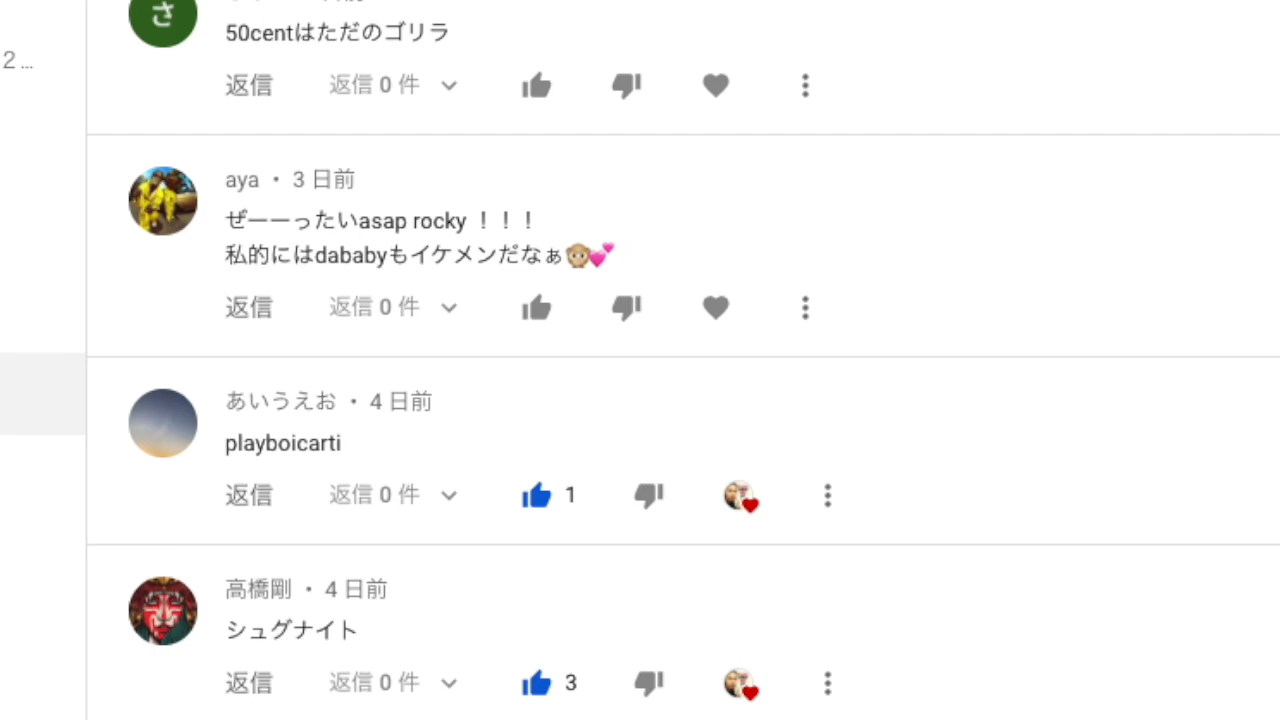 さ
2 ...
50centはただのゴリラ
返信 返信 0 件
aya ・ 3 日前
ぜーーったいasap rocky ！！！
私的にはdababyもイケメンだなぁ🙊💕
返信 返信 0 件
あいうえお ・ 4 日前
playboicarti
返信 返信 0 件 1
高橋剛 ・ 4 日前
シュグナイト
返信 返信 0 件 3